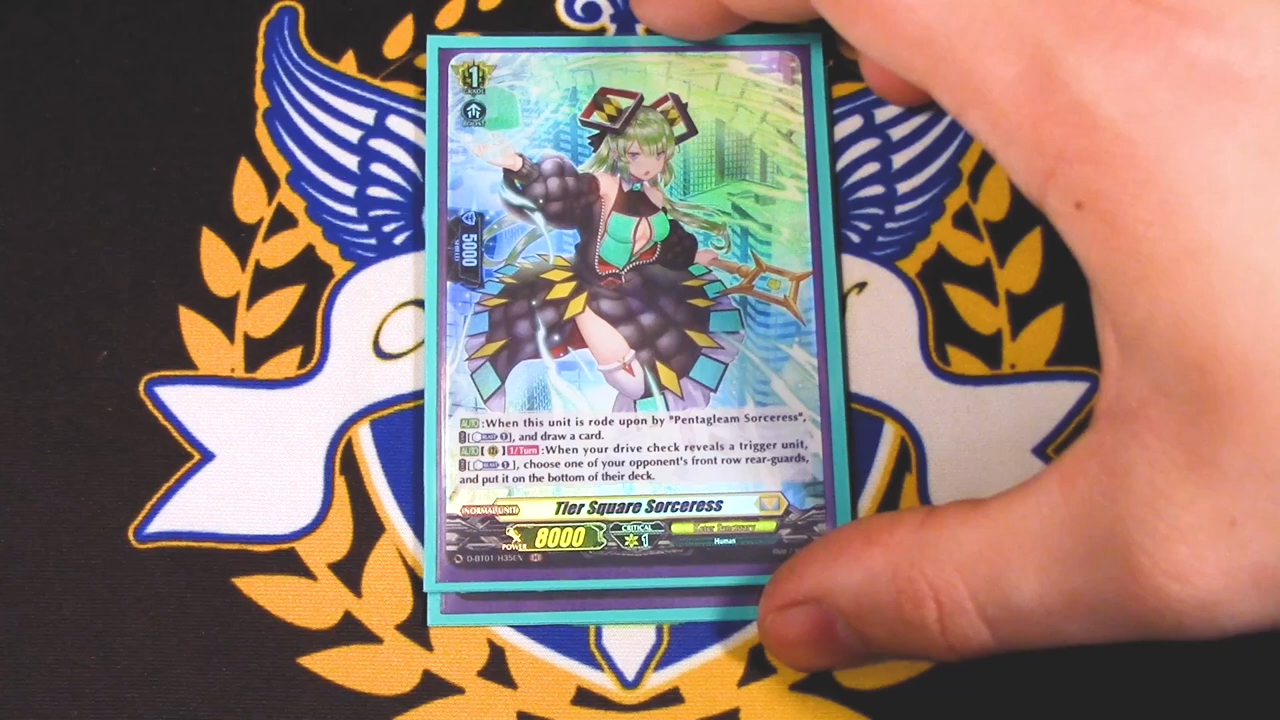 1
GRADE
BOOST
5000
SHIELD
AUTO:When this unit is rode upon by "Pentagleam Sorceress",
[BLAST 1], and draw a card.
AUTO[ ]1/Turn:When your drive check reveals a trigger unit,
[BLAST 1], choose one of your opponent's front row rear-guards,
and put it on the bottom of their deck.
NORMAL UNIT Tier Square Sorceress
POWER 8000 CRITICAL 1 Keter Sanctuary
Human
D-BT01/H35EN H